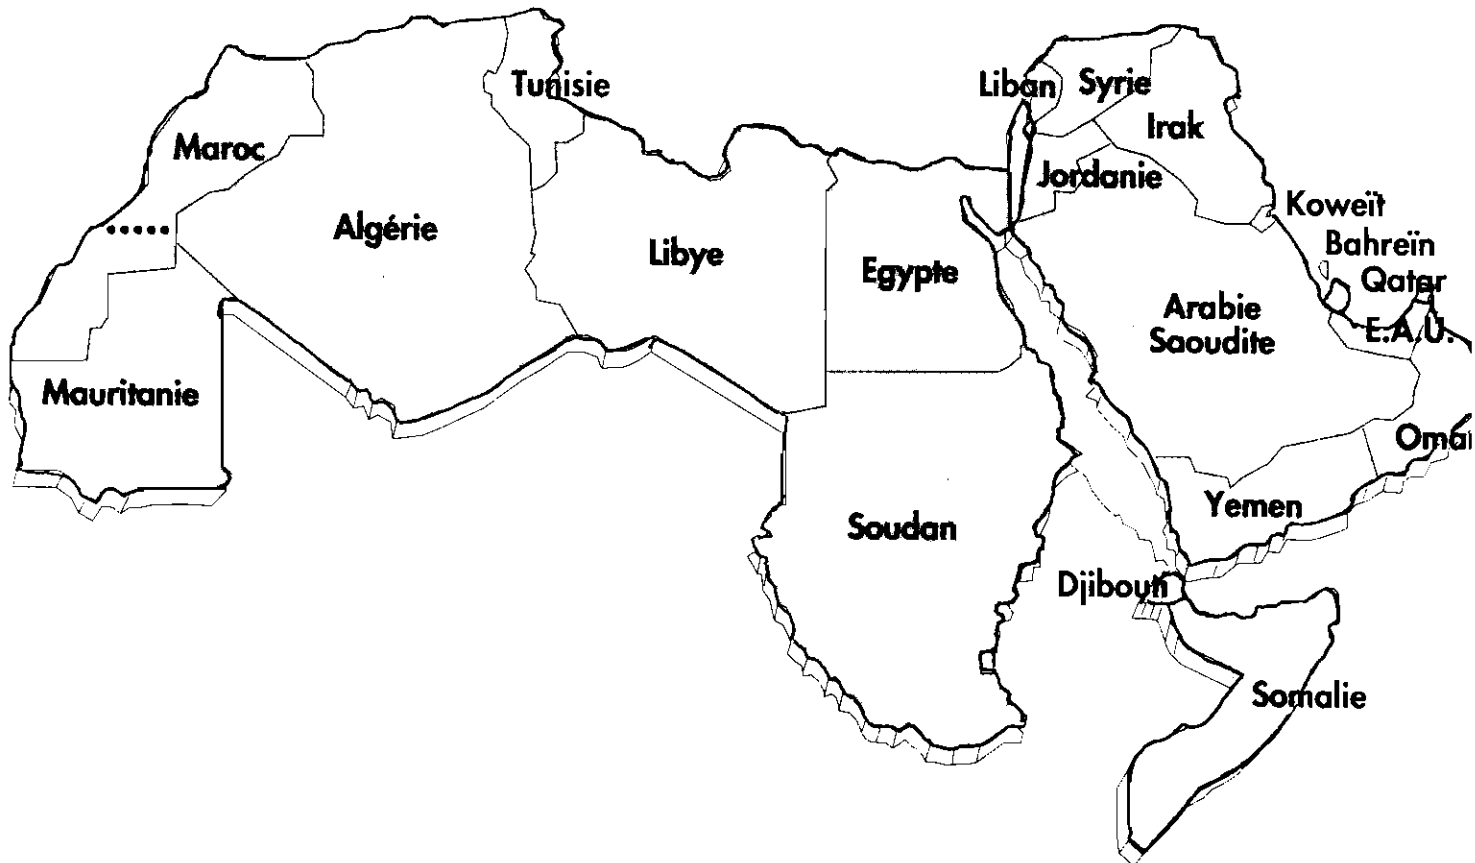 Tunisie
Liban
Syrie
Maroc
Irak
Jordanie
Koweït
Algérie
Libye
Egypte
Bahreïn
Qatar
Arabie
Saoudite
E.A.U.
Mauritanie
Oman
Yemen
Soudan
Djibouti
Somalie